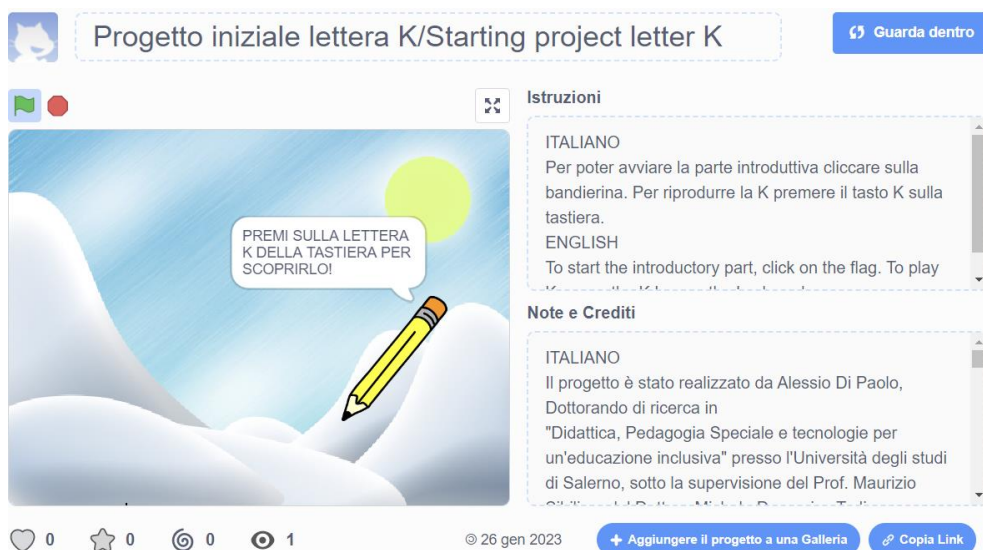 Progetto iniziale lettera K/Starting project letter K
Guarda dentro
Istruzioni
ITALIANO
Per poter avviare la parte introduttiva cliccare sulla
bandierina. Per riprodurre la K premere il tasto K sulla
tastiera.
ENGLISH
To start the introductory part, click on the flag. To play
PREMI SULLA LETTERA
K DELLA TASTIERA PER
SCOPRIRLO!
Note e Crediti
ITALIANO
Il progetto è stato realizzato da Alessio Di Paolo,
Dottorando di ricerca in
"Didattica, Pedagogia Speciale e tecnologie per
un'educazione inclusiva" presso l'Università degli studi
di Salerno, sotto la supervisione del Prof. Maurizio
0 0 0 1
© 26 gen 2023
+ Aggiungere il progetto a una Galleria
Copia Link